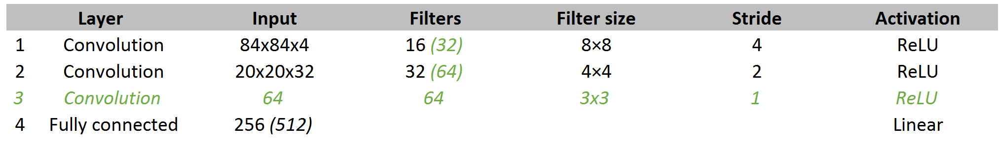 Layer Input Filters Filter size Stride Activation
1 Convolution 84x84x4 16 (32) 8×8 4 ReLU
2 Convolution 20x20x32 32 (64) 4×4 2 ReLU
3 Convolution 64 64 3x3 1 ReLU
4 Fully connected 256 (512) Linear